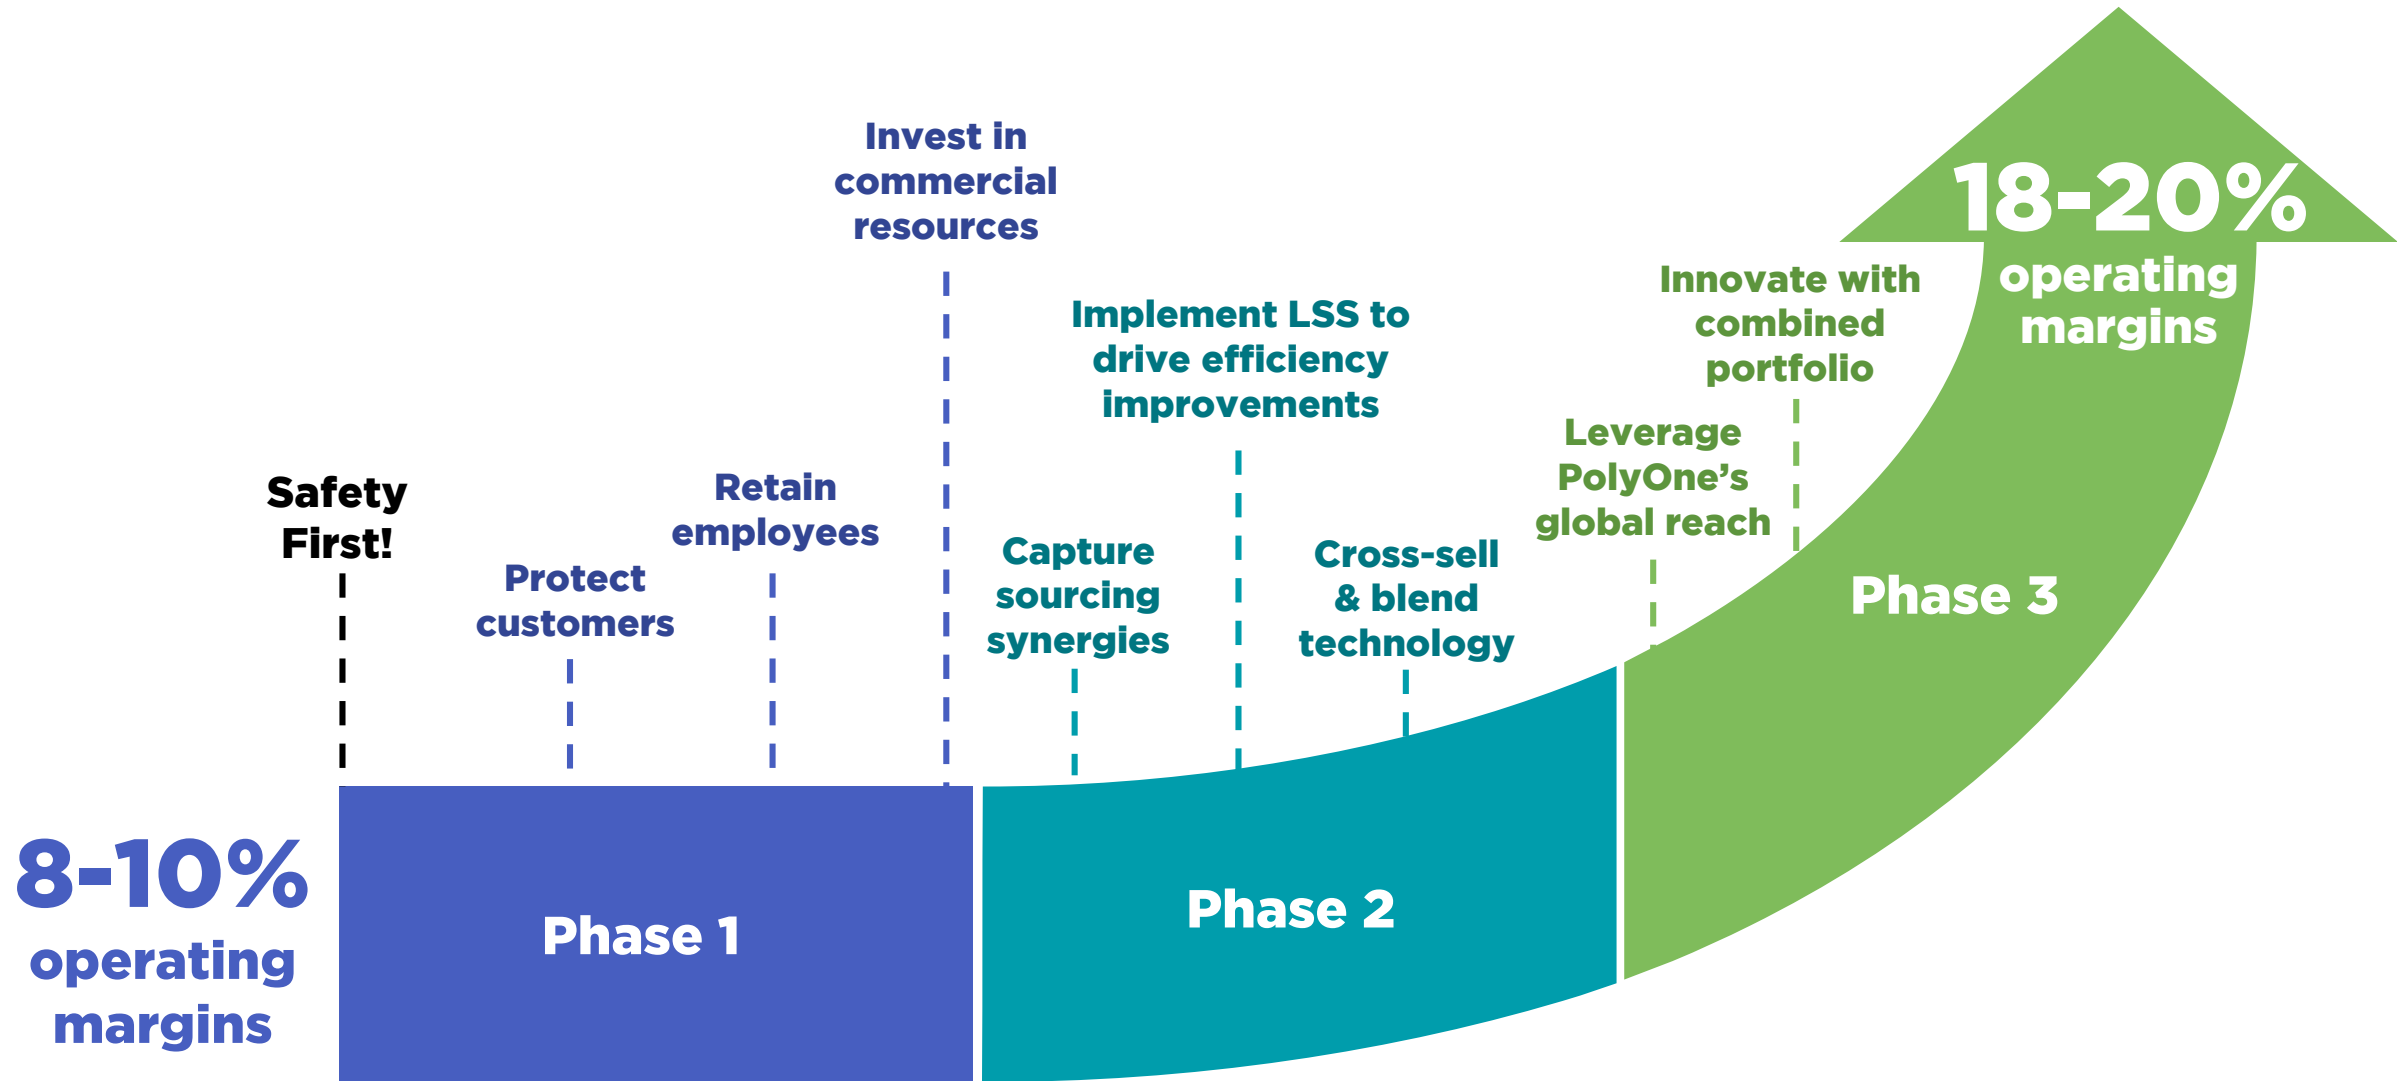 8-10%
operating
margins
Safety
First!
Protect
customers
Retain
employees
Invest in
commercial
resources
Phase 1
Capture
sourcing
synergies
Implement LSS to
drive efficiency
improvements
Cross-sell
& blend
technology
Phase 2
Leverage
PolyOne’s
global reach
Innovate with
combined
portfolio
Phase 3
18-20%
operating
margins